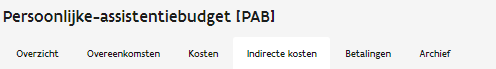 Persoonlijke-assistentiebudget [PAB]
Overzicht Overeenkomsten Kosten Indirecte kosten Betalingen Archief